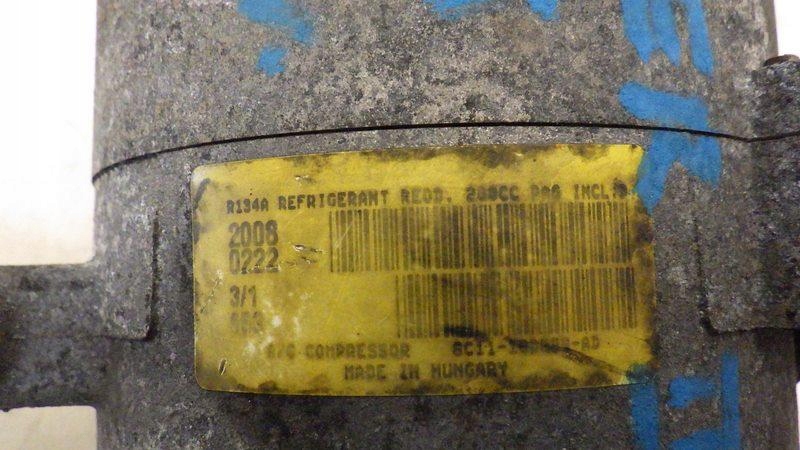 R134A REFRIGERANT REQD. 200CC PAG INCL'D.
2008
0222
3/1
A/C COMPRESSOR
MADE IN HUNGARY